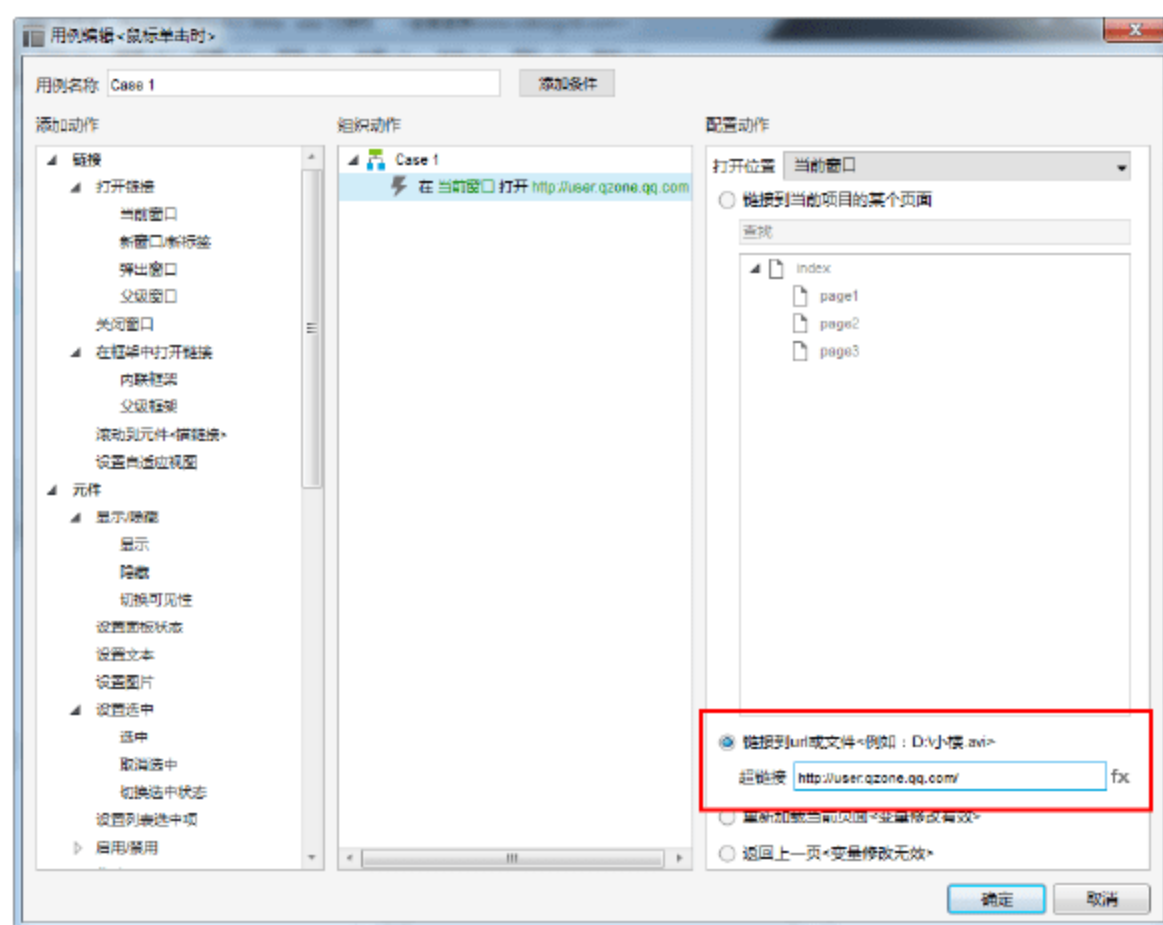 用例编辑<鼠标单击时>
用例名称 Case 1 添加条件
添加动作
链接
打开链接
当前窗口
新窗口/新标签
弹出窗口
父级窗口
关闭窗口
在框架中打开链接
内联框架
父级框架
滚动到元件<锚链接>
设置自适应视图
元件
显示/隐藏
显示
隐藏
切换可见性
设置面板状态
设置文本
设置图片
设置选中
选中
取消选中
切换选中状态
设置列表选中项
启用/禁用
组织动作
Case 1
在 当前窗口 打开 http://user.qzone.qq.com
配置动作
打开位置 当前窗口
链接到当前项目的某个页面
查找
index
page1
page2
page3
链接到url或文件<例如：D:\小楼.avi>
超链接 http://user.qzone.qq.com/ fx
重新加载当前页面<变量修改有效>
返回上一页<变量修改无效>
确定 取消